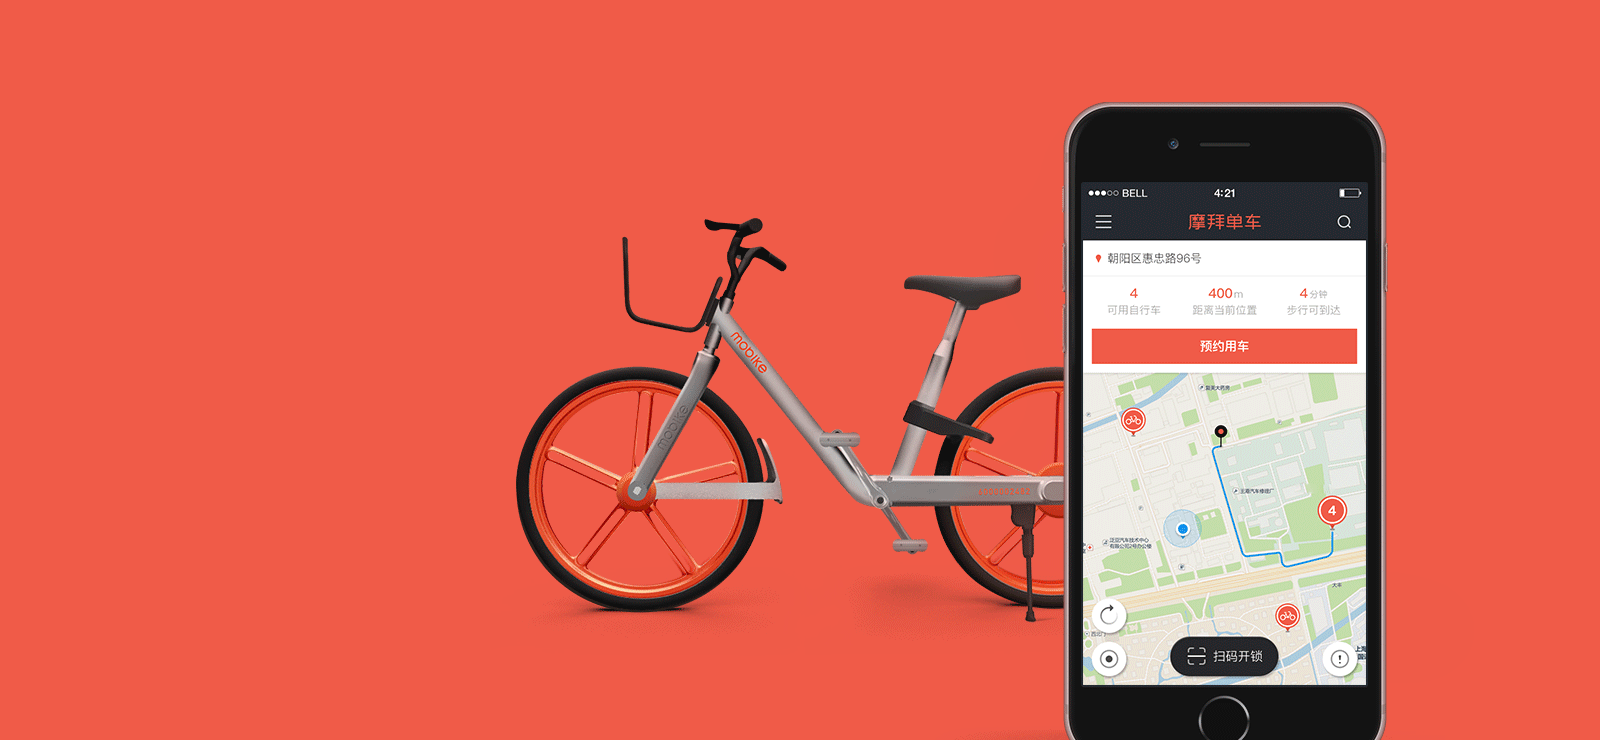 mobike
mobike
BELL
4:21
摩拜单车
朝阳区惠忠路96号
4
400m
4分钟
可用自行车
距离当前位置
步行可到达
预约用车
4
大车
扫码开锁